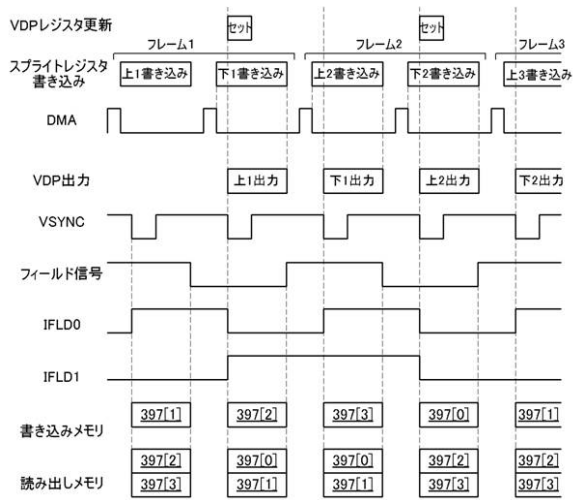 VDPレジスタ更新 セット セット
フレーム1 フレーム2 フレーム3
スプライトレジスタ
書き込み 上1書き込み 下1書き込み 上2書き込み 下2書き込み 上3書き込み
DMA
VDP出力 上1出力 下1出力 上2出力 下2出力
VSYNC
フィールド信号
IFLD0
IFLD1
書き込みメモリ 397[1] 397[2] 397[3] 397[0] 397[1]
読み出しメモリ 397[2] 397[0] 397[0] 397[2] 397[2]
397[3] 397[1] 397[1] 397[3] 397[3]